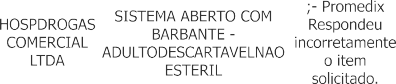 HOSPDROGAS
COMERCIAL
LTDA
SISTEMA ABERTO COM
BARBANTE -
ADULTODESCARTAVELNAO
ESTERIL
;- Promedix
Respondeu
incorretamente
o item
solicitado.